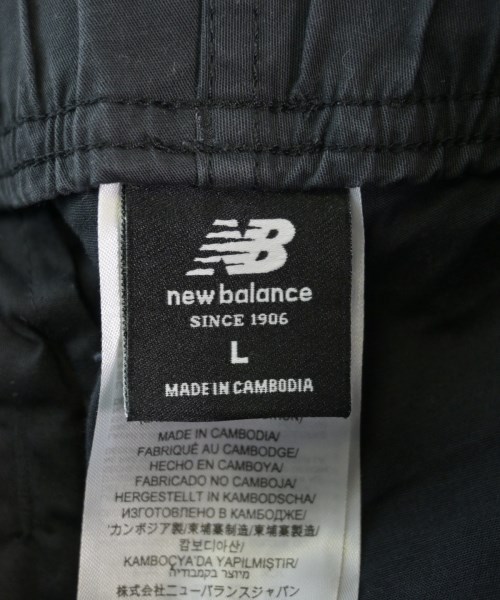 NB
new balance
SINCE 1906
L
MADE IN CAMBODIA
MADE IN CAMBODIA/
FABRIQUÉ AU CAMBODGE/
HECHO EN CAMBOYA/
FABRICADO NO CAMBOJA/
HERGESTELLT IN KAMBODSCHA/
ИЗГОТОВЛЕНО В КАМБОДЖЕ/
カンボジア製/柬埔寨制造/柬埔寨製造/
캄보디아산/
KAMBOÇYA'DA YAPILMIŞTIR/
מיוצר בקמבודיה
株式会社ニューバランスジャパン